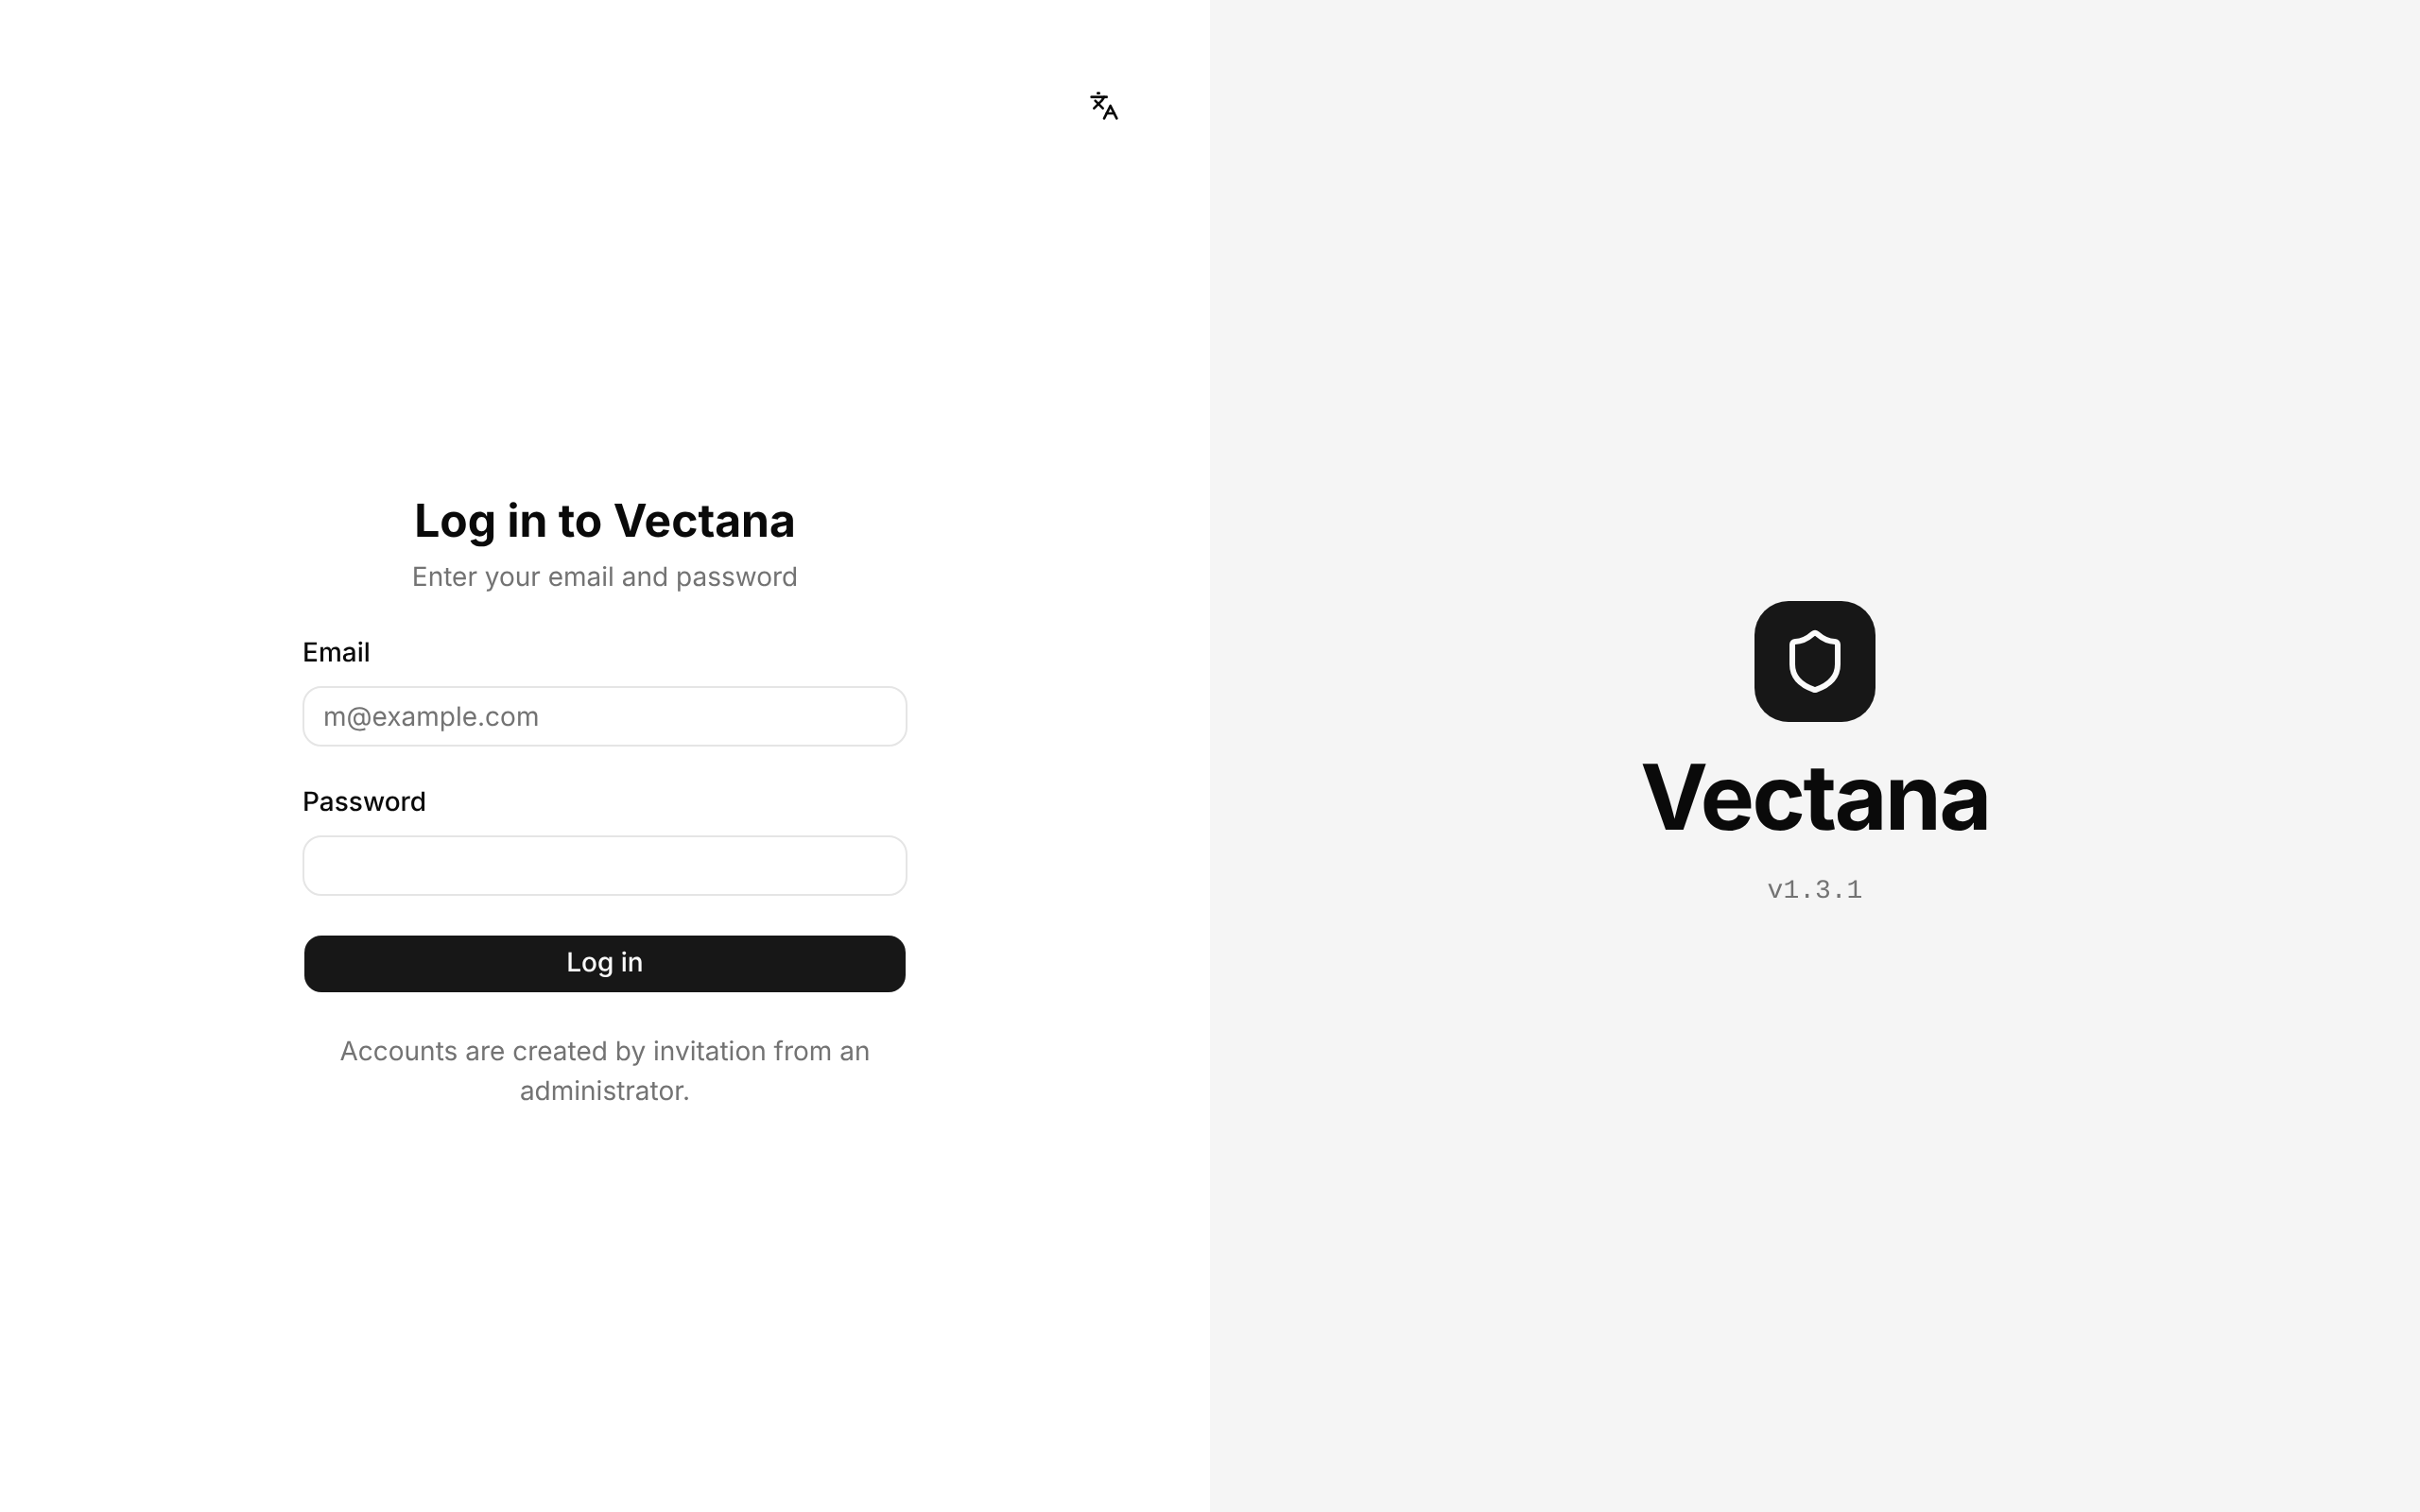 Log in to Vectana
Enter your email and password
Email
m@example.com
Password
Log in
Accounts are created by invitation from an
administrator.
Vectana
v1.3.1